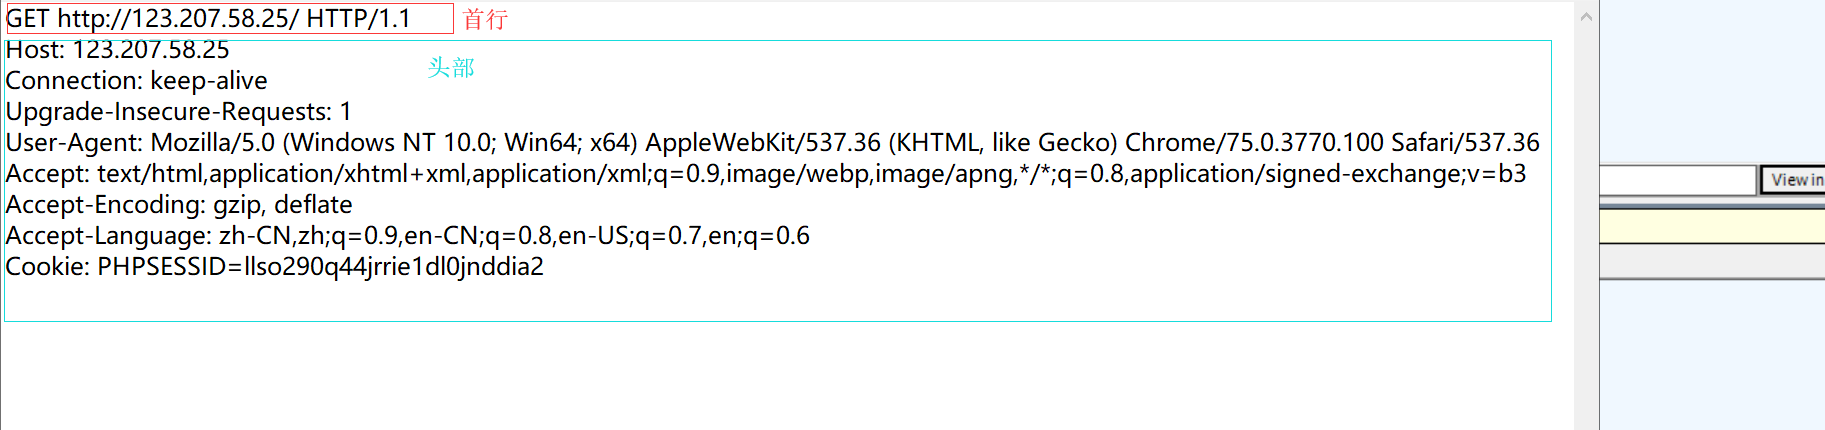 GET http://123.207.58.25/ HTTP/1.1 首行
Host: 123.207.58.25
头部
Connection: keep-alive
Upgrade-Insecure-Requests: 1
User-Agent: Mozilla/5.0 (Windows NT 10.0; Win64; x64) AppleWebKit/537.36 (KHTML, like Gecko) Chrome/75.0.3770.100 Safari/537.36
Accept: text/html,application/xhtml+xml,application/xml;q=0.9,image/webp,image/apng,*/*;q=0.8,application/signed-exchange;v=b3
View in
Accept-Encoding: gzip, deflate
Accept-Language: zh-CN,zh;q=0.9,en-CN;q=0.8,en-US;q=0.7,en;q=0.6
Cookie: PHPSESSID=llso290q44jrrie1dl0jnddia2